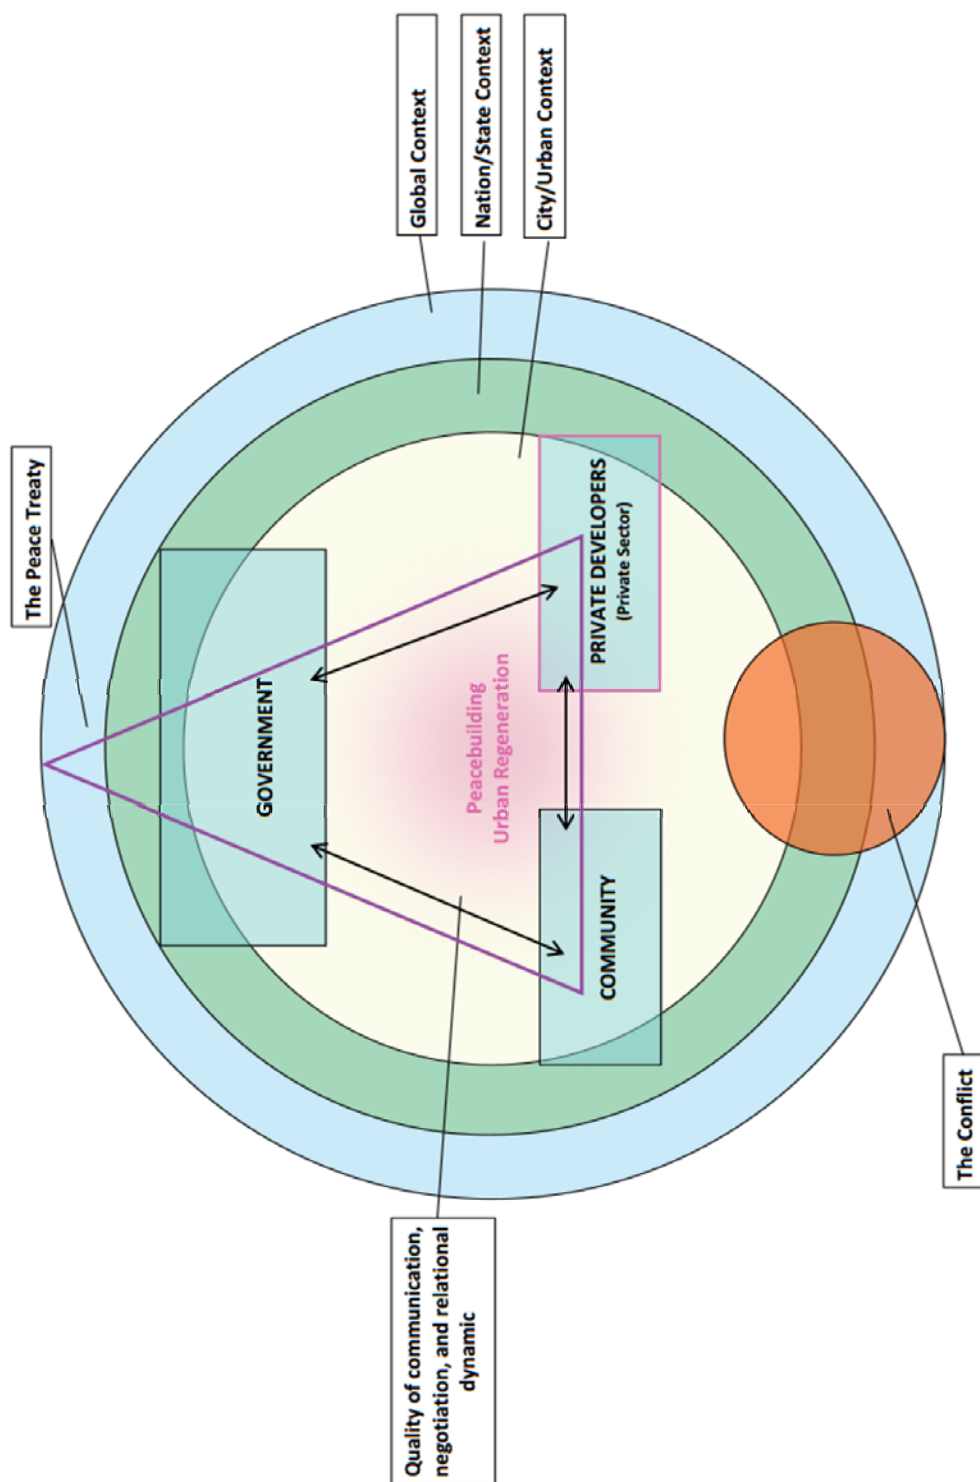 The Peace Treaty
Global Context
Nation/State Context
City/Urban Context
GOVERNMENT
Peacebuilding
Urban Regeneration
COMMUNITY
PRIVATE DEVELOPERS
(Private Sector)
Quality of communication,
negotiation, and relational
dynamic
The Conflict